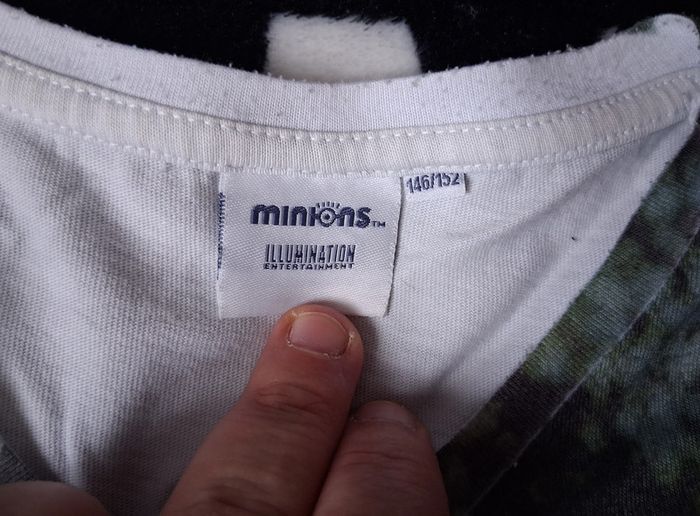 minions™
ILLUMINATION
ENTERTAINMENT
146/152